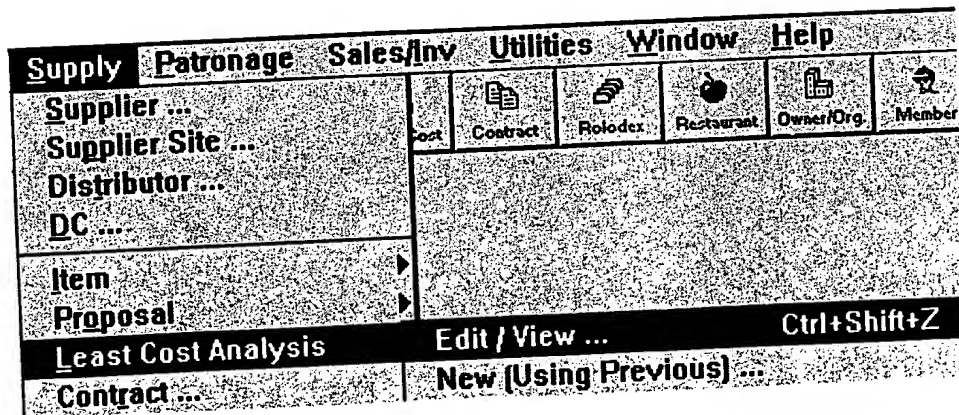 Supply Patronage Sales/Inv Utilities Window Help
ost Contract Rolodex Restaurant Owner/Org. Member
Supplier ...
Supplier Site ...
Distributor ...
DC ...
Item
Proposal
Least Cost Analysis Edit / View ... Ctrl+Shift+Z
Contract ... New (Using Previous) ...